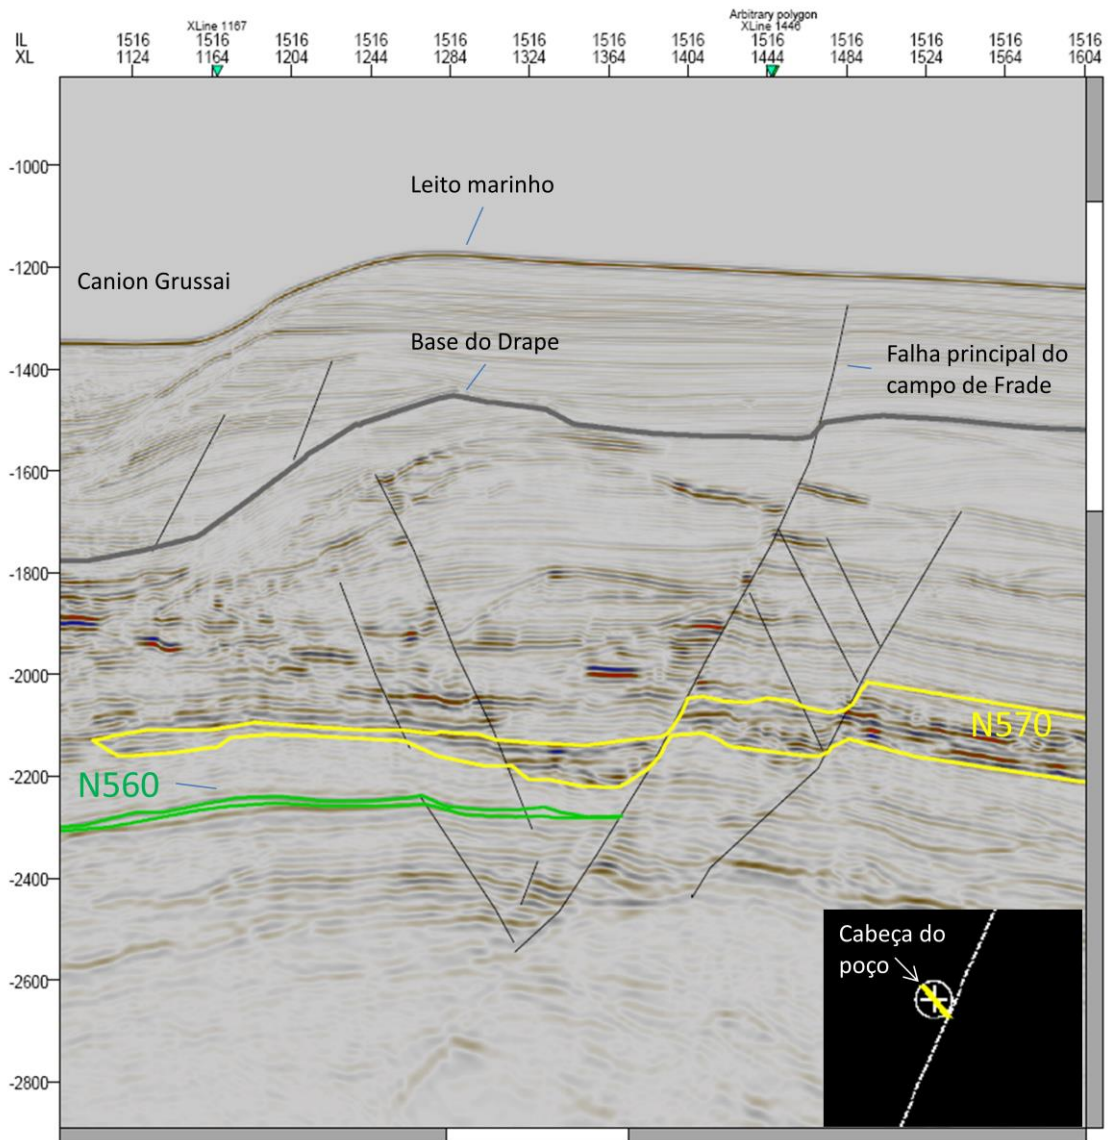 Arbitrary polygon
XLine 1167 XLine 1446
IL 1516 1516 1516 1516 1516 1516 1516 1516 1516 1516 1516 1516 1516
XL 1124 1164 1204 1244 1284 1324 1364 1404 1444 1484 1524 1564 1604
-1000
Leito marinho
-1200
Canion Grussai
Base do Drape
Falha principal do
campo de Frade
-1400
-1600
-1800
-2000
N570
-2200
N560
-2400
Cabeça do
poço
-2600
-2800